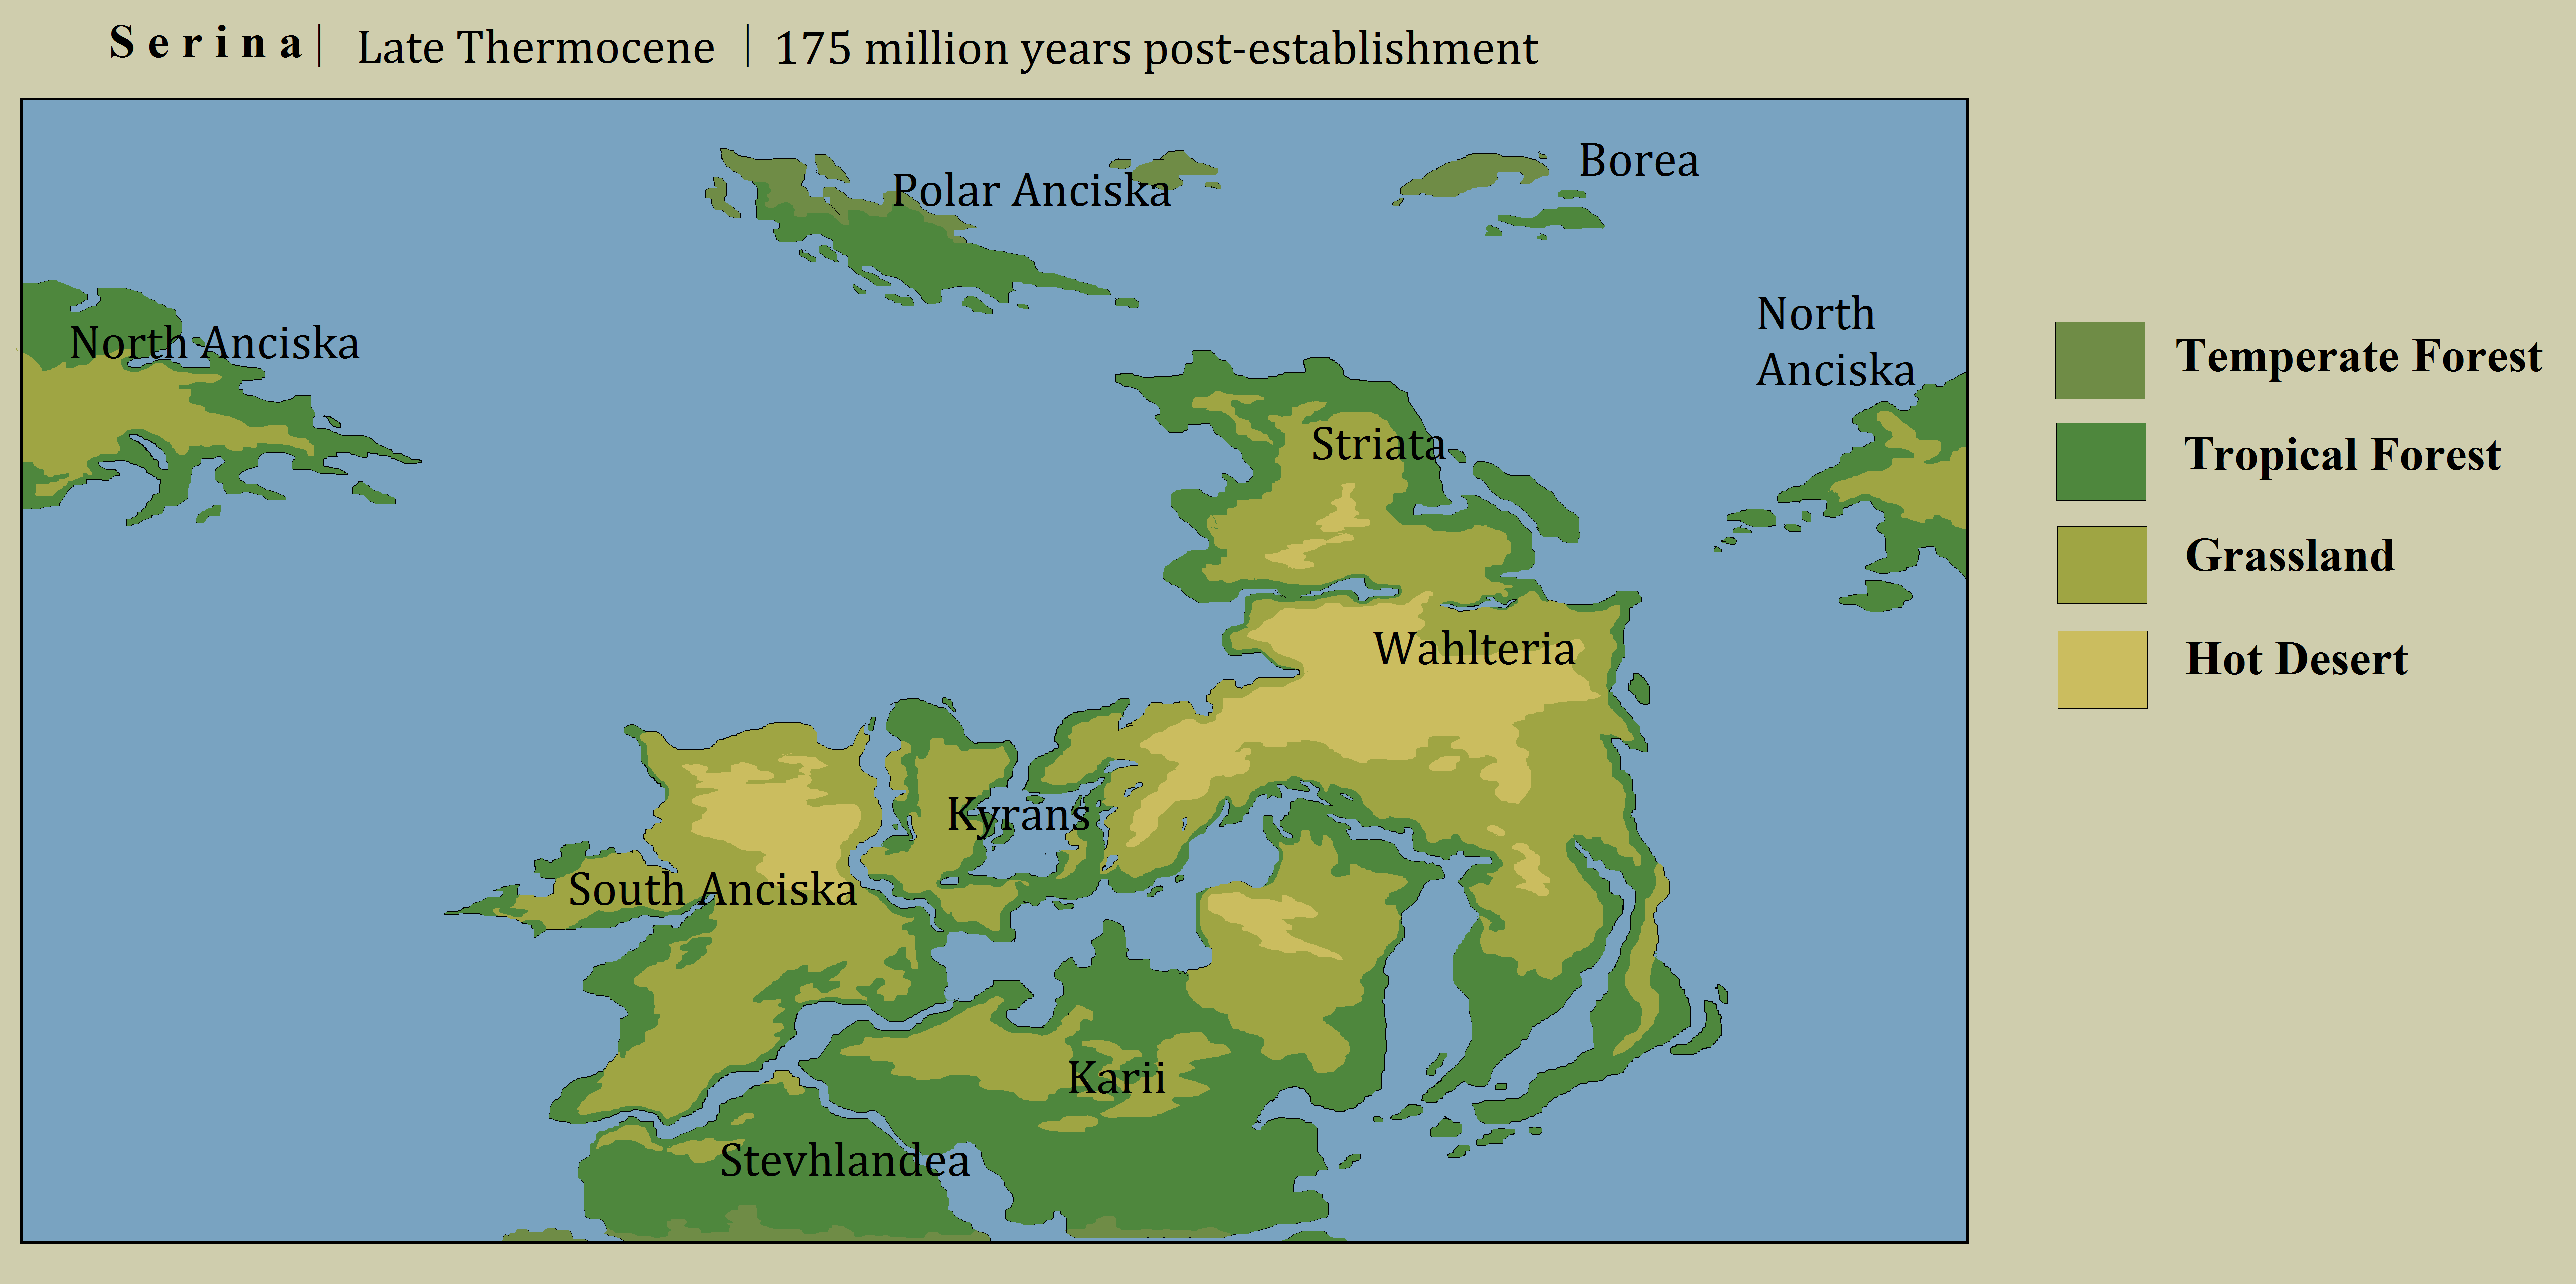 Serina| Late Thermocene | 175 million years post-establishment
Polar Anciska
Borea
North Anciska
North
Anciska
Striata
Wahlteria
Kyrans
South Anciska
Karii
Stevhlandea
Temperate Forest
Tropical Forest
Grassland
Hot Desert